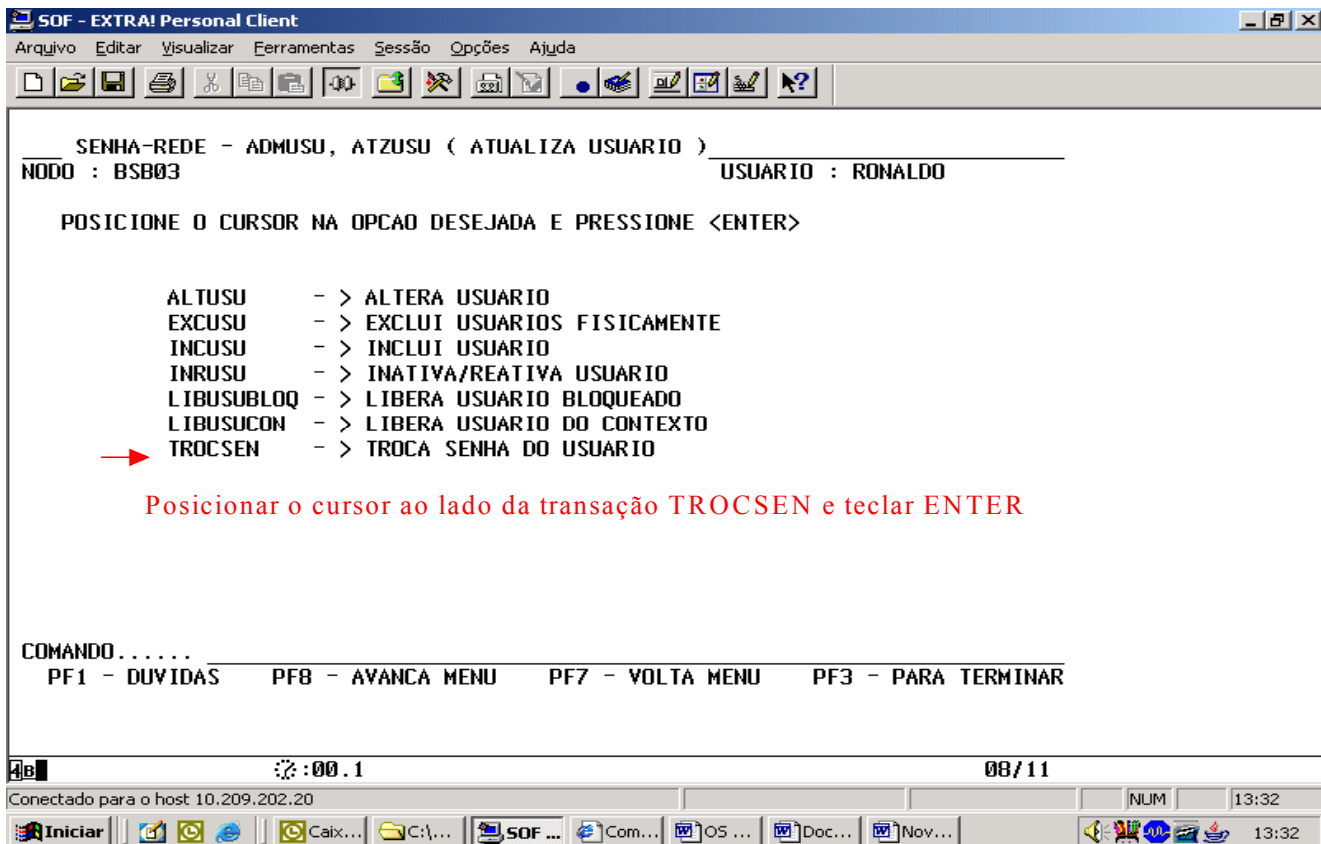 SOF - EXTRA! Personal Client
Arquivo Editar Visualizar Ferramentas Sessão Opções Ajuda
SENHA-REDE - ADMUSU, ATZUSU ( ATUALIZA USUARIO )
NODO : BSB03 USUARIO : RONALDO
POSICIONE O CURSOR NA OPCAO DESEJADA E PRESSIONE <ENTER>
ALTUSU - > ALTERA USUARIO
EXCUSU - > EXCLUI USUARIOS FISICAMENTE
INCUSU - > INCLUI USUARIO
INRUSU - > INATIVA/REATIVA USUARIO
LIBUSUBLOQ - > LIBERA USUARIO BLOQUEADO
LIBUSUCON - > LIBERA USUARIO DO CONTEXTO
TROCSEN - > TROCA SENHA DO USUARIO
Posicionar o cursor ao lado da transação TROCSEN e teclar ENTER
COMANDO......
PF1 - DUVIDAS PF8 - AVANCA MENU PF7 - VOLTA MENU PF3 - PARA TERMINAR
4B :00.1 08/11
Conectado para o host 10.209.202.20 NUM 13:32
Iniciar Caix... C:\... SOF ... Com... OS ... Doc... Nov... 13:32